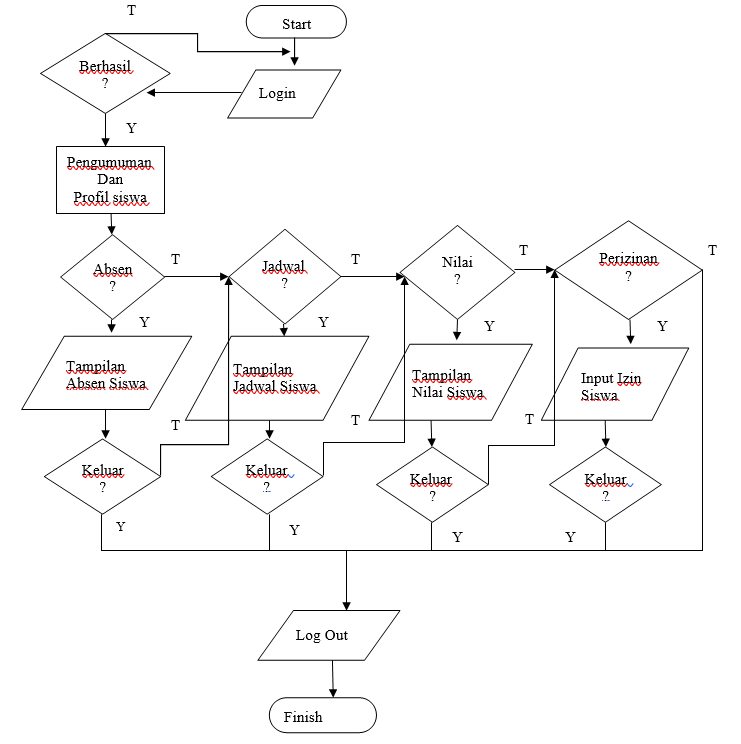 T
Start
Berhasil
?
Login
Y
Pengumuman
Dan
Profil siswa
Absen
?
T
Jadwal
?
T
Nilai
?
T
Perizinan
?
T
Y
Y
Y
Y
Tampilan
Absen Siswa
Tampilan
Jadwal Siswa
Tampilan
Nilai Siswa
Input Izin
Siswa
T
T
T
Keluar
?
Keluar
.?
Keluar
?
Keluar
.?
Y
Y
Y
Y
Log Out
Finish